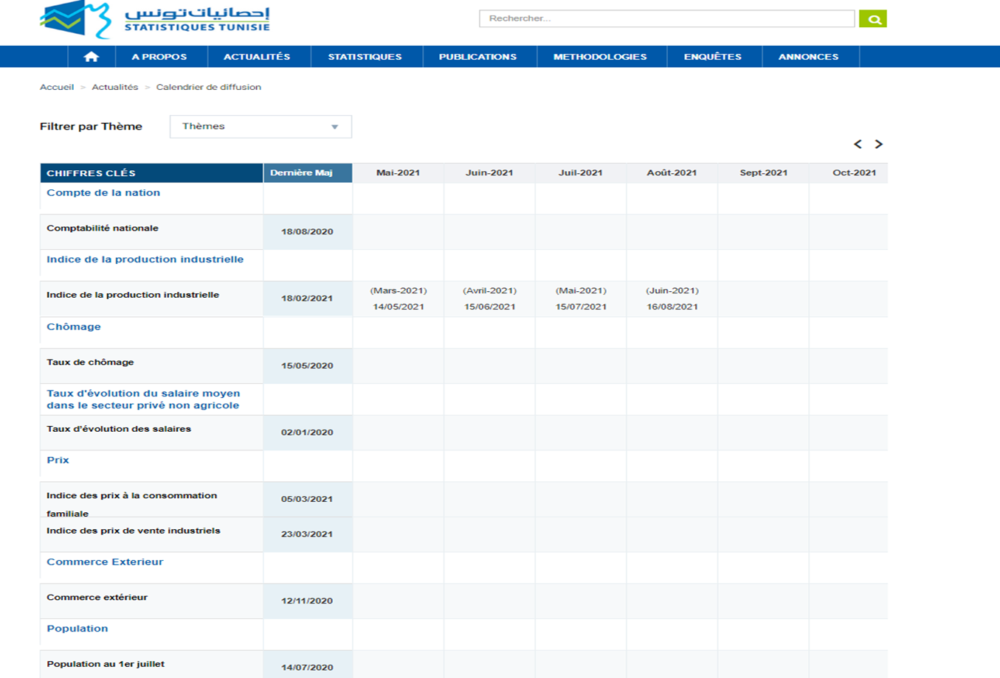 إحصائيات تونس
STATISTIQUES TUNISIE
Rechercher...
A PROPOS ACTUALITÉS STATISTIQUES PUBLICATIONS METHODOLOGIES ENQUÊTES ANNONCES
Accueil > Actualités > Calendrier de diffusion
Filtrer par Thème Thèmes
< >
CHIFFRES CLÉS Dernière Maj Mai-2021 Juin-2021 Juil-2021 Août-2021 Sept-2021 Oct-2021
Compte de la nation
Comptabilité nationale 18/08/2020
Indice de la production industrielle
Indice de la production industrielle 18/02/2021 (Mars-2021) (Avril-2021) (Mai-2021) (Juin-2021)
14/05/2021 15/06/2021 15/07/2021 16/08/2021
Chômage
Taux de chômage 15/05/2020
Taux d'évolution du salaire moyen
dans le secteur privé non agricole
Taux d'évolution des salaires 02/01/2020
Prix
Indice des prix à la consommation 05/03/2021
familiale
Indice des prix de vente industriels 23/03/2021
Commerce Exterieur
Commerce extérieur 12/11/2020
Population
Population au 1er juillet 14/07/2020